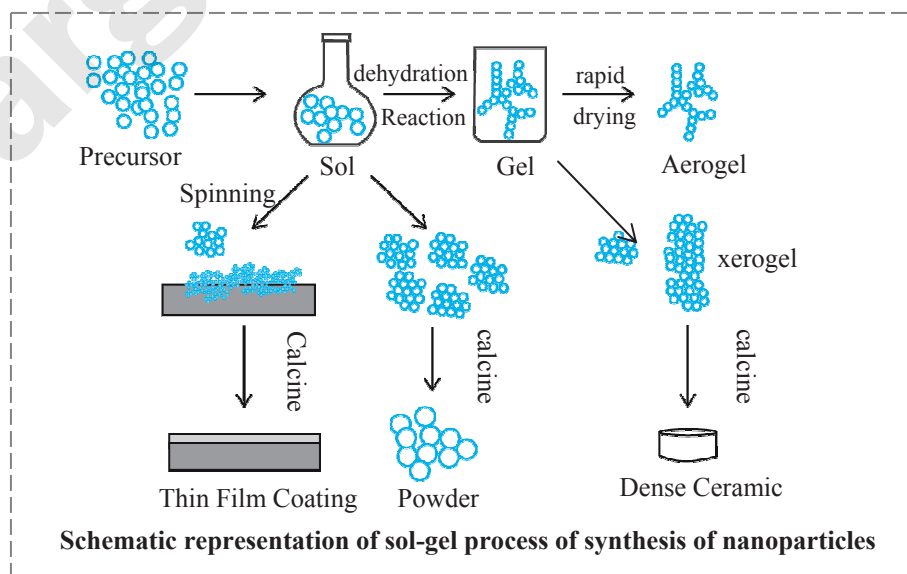 dehydration
Reaction
rapid
drying
Precursor
Sol
Gel
Aerogel
Spinning
xerogel
Calcine
calcine
calcine
Thin Film Coating
Powder
Dense Ceramic
Schematic representation of sol-gel process of synthesis of nanoparticles